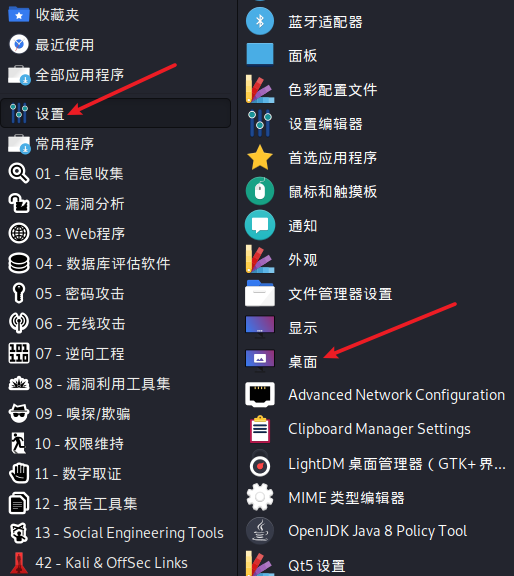 收藏夹
最近使用
全部应用程序
设置
常用程序
01 - 信息收集
02 - 漏洞分析
03 - Web程序
04 - 数据库评估软件
05 - 密码攻击
06 - 无线攻击
07 - 逆向工程
08 - 漏洞利用工具集
09 - 嗅探/欺骗
10 - 权限维持
11 - 数字取证
12 - 报告工具集
13 - Social Engineering Tools
42 - Kali & OffSec Links
蓝牙适配器
面板
色彩配置文件
设置编辑器
首选应用程序
鼠标和触摸板
通知
外观
文件管理器设置
显示
桌面
Advanced Network Configuration
Clipboard Manager Settings
LightDM 桌面管理器（GTK+ 界...
MIME 类型编辑器
OpenJDK Java 8 Policy Tool
Qt5 设置